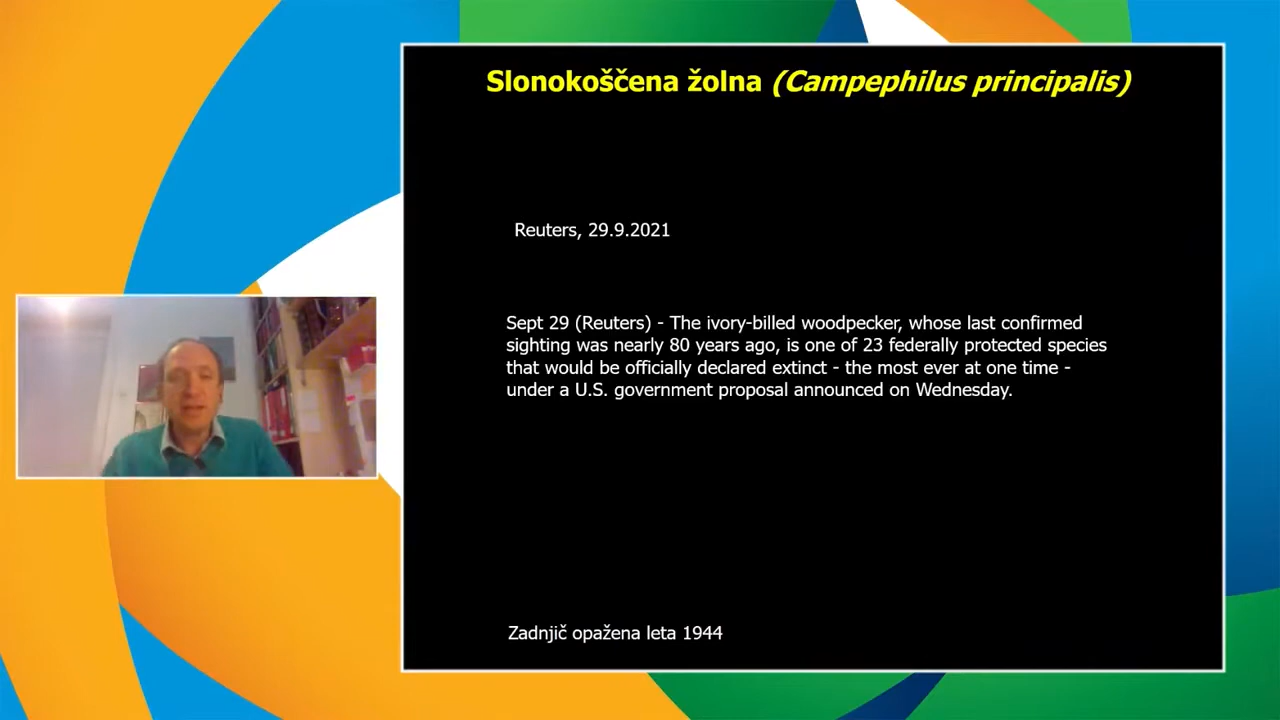 Slonokoščena žolna (Campephilus principalis)
Reuters, 29.9.2021
Sept 29 (Reuters) - The ivory-billed woodpecker, whose last confirmed
sighting was nearly 80 years ago, is one of 23 federally protected species
that would be officially declared extinct - the most ever at one time -
under a U.S. government proposal announced on Wednesday.
Zadnjič opažena leta 1944